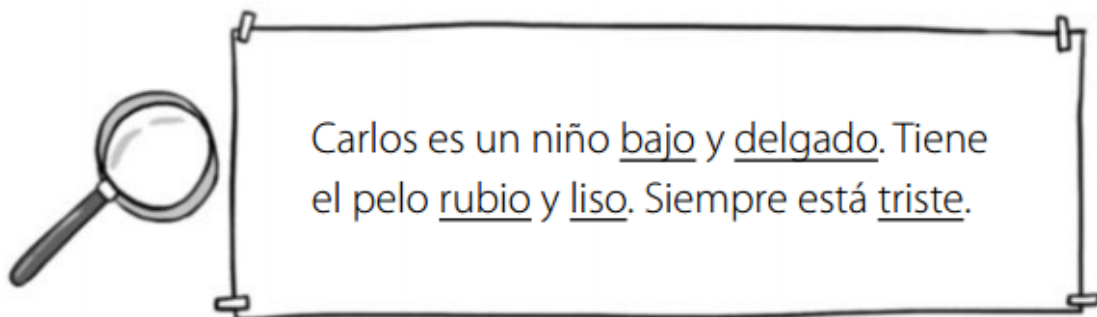 Carlos es un niño bajo y delgado. Tiene
el pelo rubio y liso. Siempre está triste.